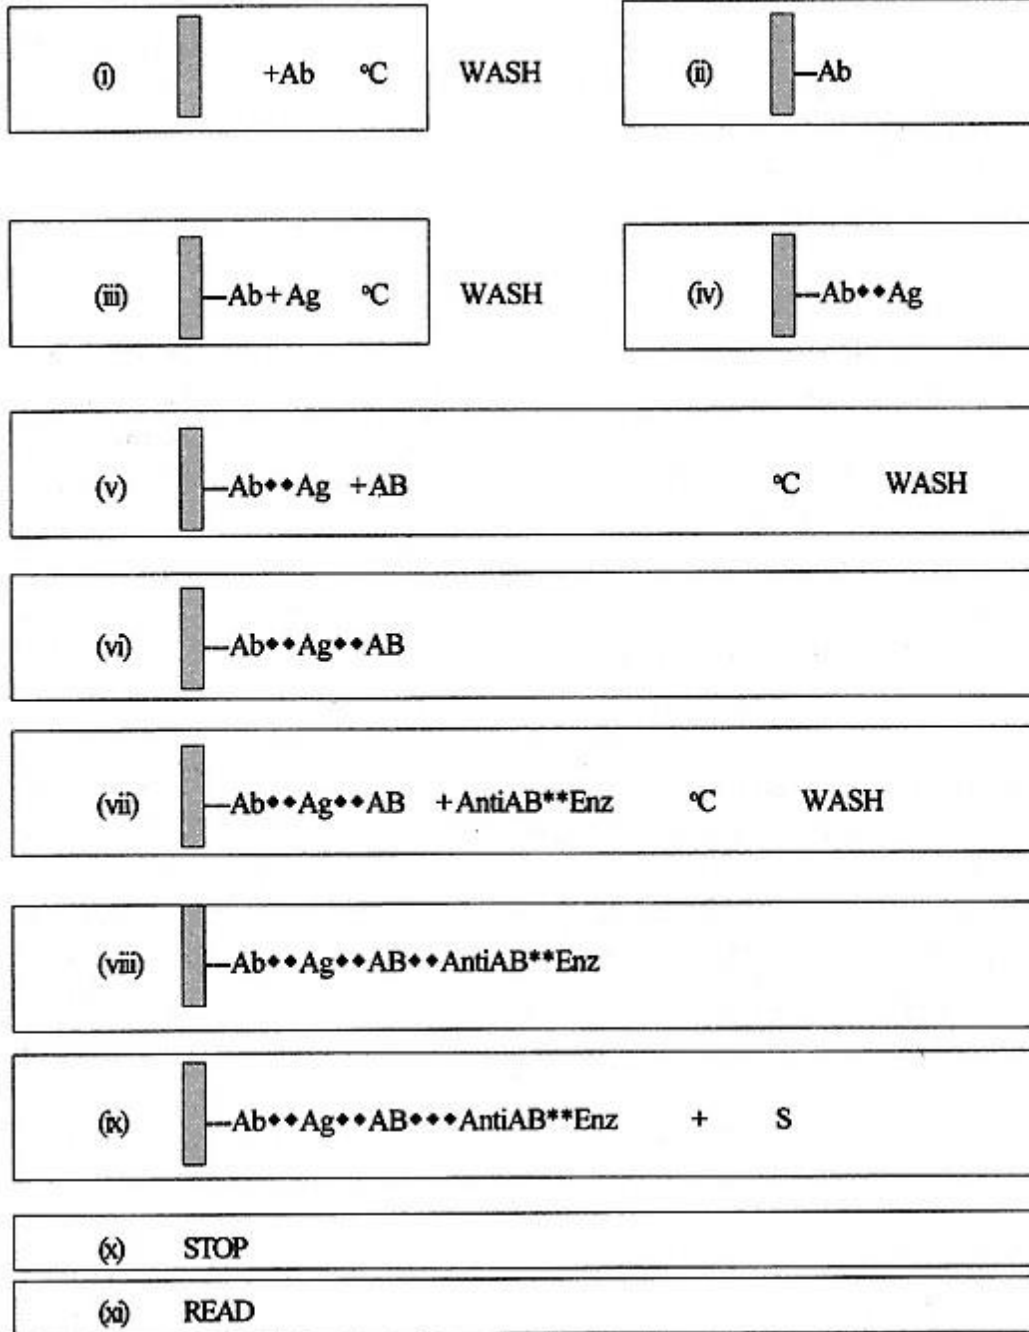 (i) +Ab °C WASH (ii) –Ab
(iii) –Ab+Ag °C WASH (iv) –Ab◆◆Ag
(v) –Ab◆◆Ag +AB °C WASH
(vi) –Ab◆◆Ag◆◆AB
(vii) –Ab◆◆Ag◆◆AB +AntiAB**Enz °C WASH
(viii) –Ab◆◆Ag◆◆AB◆◆AntiAB**Enz
(ix) –Ab◆◆Ag◆◆AB◆◆◆AntiAB**Enz + S
(x) STOP
(xi) READ